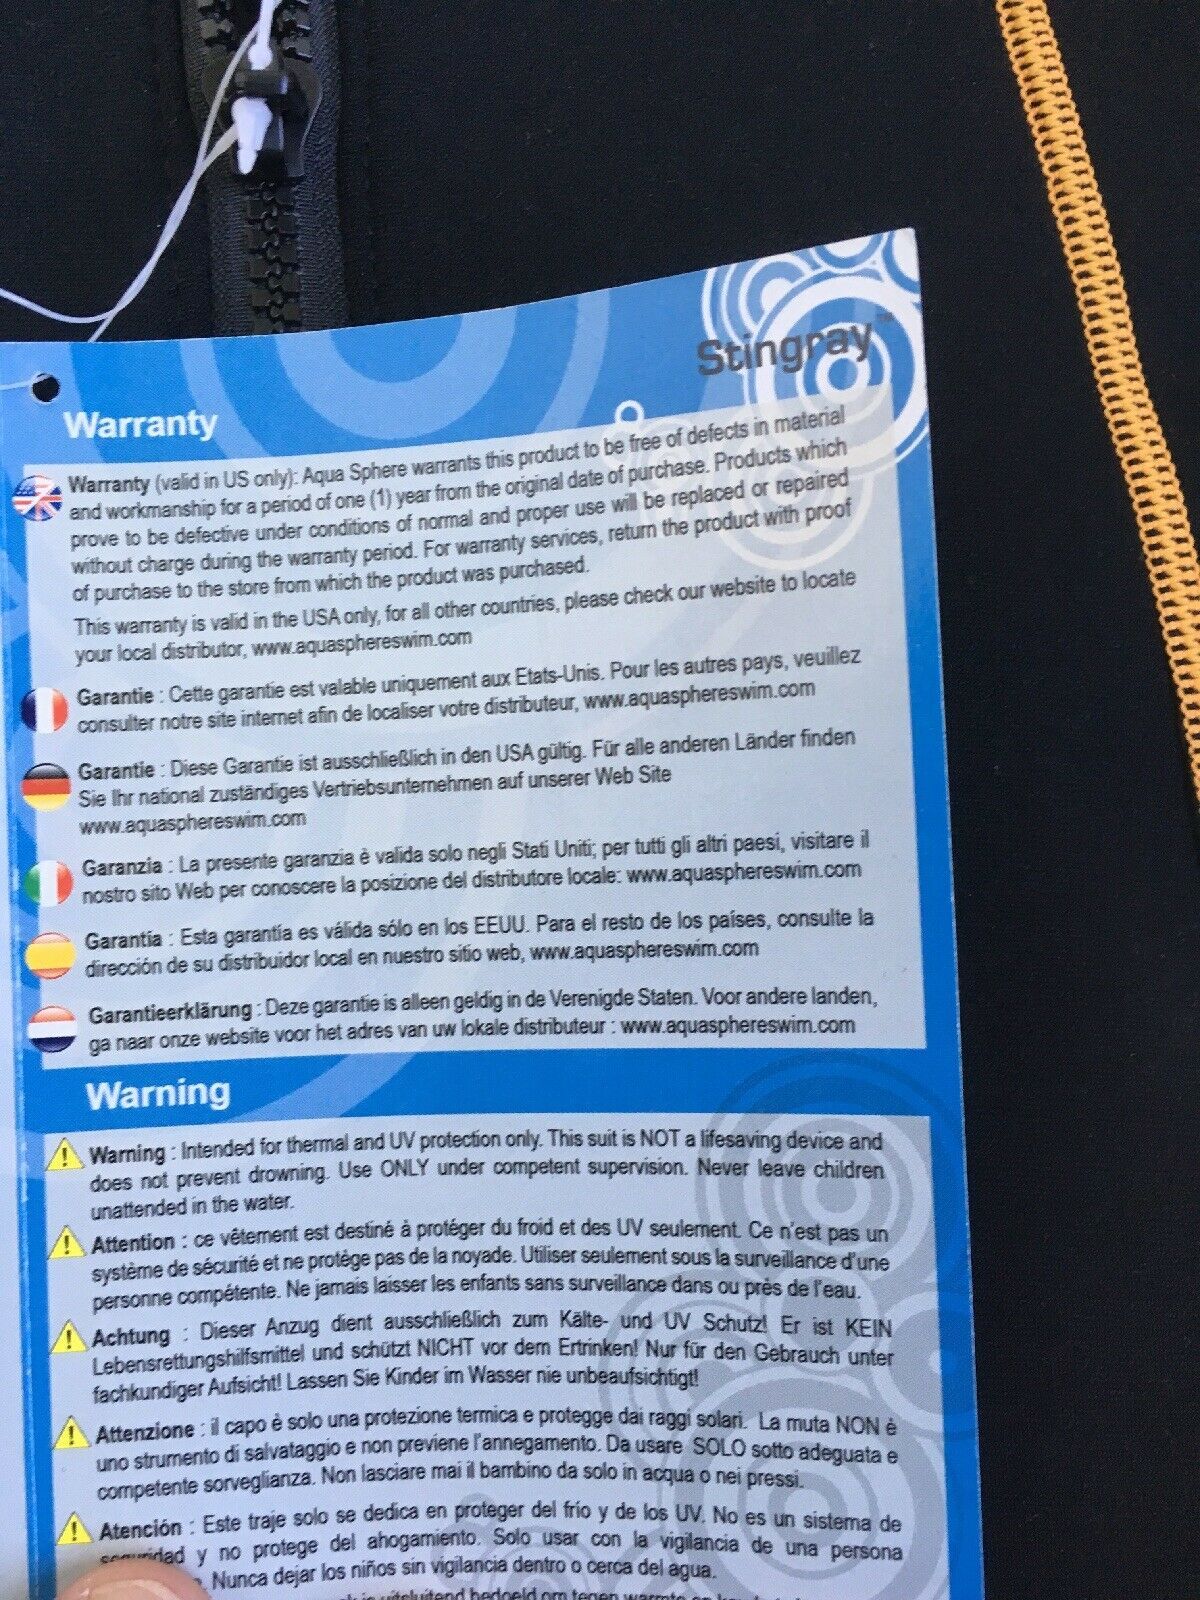 Stingray™
Warranty
Warranty (valid in US only): Aqua Sphere warrants this product to be free of defects in material
and workmanship for a period of one (1) year from the original date of purchase. Products which
prove to be defective under conditions of normal and proper use will be replaced or repaired
without charge during the warranty period. For warranty services, return the product with proof
of purchase to the store from which the product was purchased.
This warranty is valid in the USA only, for all other countries, please check our website to locate
your local distributor, www.aquasphereswim.com
Garantie : Cette garantie est valable uniquement aux Etats-Unis. Pour les autres pays, veuillez
consulter notre site internet afin de localiser votre distributeur, www.aquasphereswim.com
Garantie : Diese Garantie ist ausschließlich in den USA gültig. Für alle anderen Länder finden
Sie Ihr national zuständiges Vertriebsunternehmen auf unserer Web Site
www.aquasphereswim.com
Garanzia : La presente garanzia è valida solo negli Stati Uniti; per tutti gli altri paesi, visitare il
nostro sito Web per conoscere la posizione del distributore locale: www.aquasphereswim.com
Garantía : Esta garantía es válida sólo en los EEUU. Para el resto de los países, consulte la
dirección de su distribuidor local en nuestro sitio web, www.aquasphereswim.com
Garantieerklärung : Deze garantie is alleen geldig in de Verenigde Staten. Voor andere landen,
ga naar onze website voor het adres van uw lokale distributeur : www.aquasphereswim.com
Warning
Warning : Intended for thermal and UV protection only. This suit is NOT a lifesaving device and
does not prevent drowning. Use ONLY under competent supervision. Never leave children
unattended in the water.
Attention : ce vêtement est destiné à protéger du froid et des UV seulement. Ce n'est pas un
système de sécurité et ne protège pas de la noyade. Utiliser seulement sous la surveillance d'une
personne compétente. Ne jamais laisser les enfants sans surveillance dans ou près de l'eau.
Achtung : Dieser Anzug dient ausschließlich zum Kälte- und UV Schutz! Er ist KEIN
Lebensrettungshilfsmittel und schützt NICHT vor dem Ertrinken! Nur für den Gebrauch unter
fachkundiger Aufsicht! Lassen Sie Kinder im Wasser nie unbeaufsichtigt!
Attenzione : il capo è solo una protezione termica e protegge dai raggi solari. La muta NON è
uno strumento di salvataggio e non previene l'annegamento. Da usare SOLO sotto adeguata e
competente sorveglianza. Non lasciare mai il bambino da solo in acqua o nei pressi.
Atención : Este traje solo se dedica en proteger del frío y de los UV. No es un sistema de
seguridad y no protege del ahogamiento. Solo usar con la vigilancia de una persona
Nunca dejar los niños sin vigilancia dentro o cerca del agua.
is uitsluitend bedoeld om tegen warmte